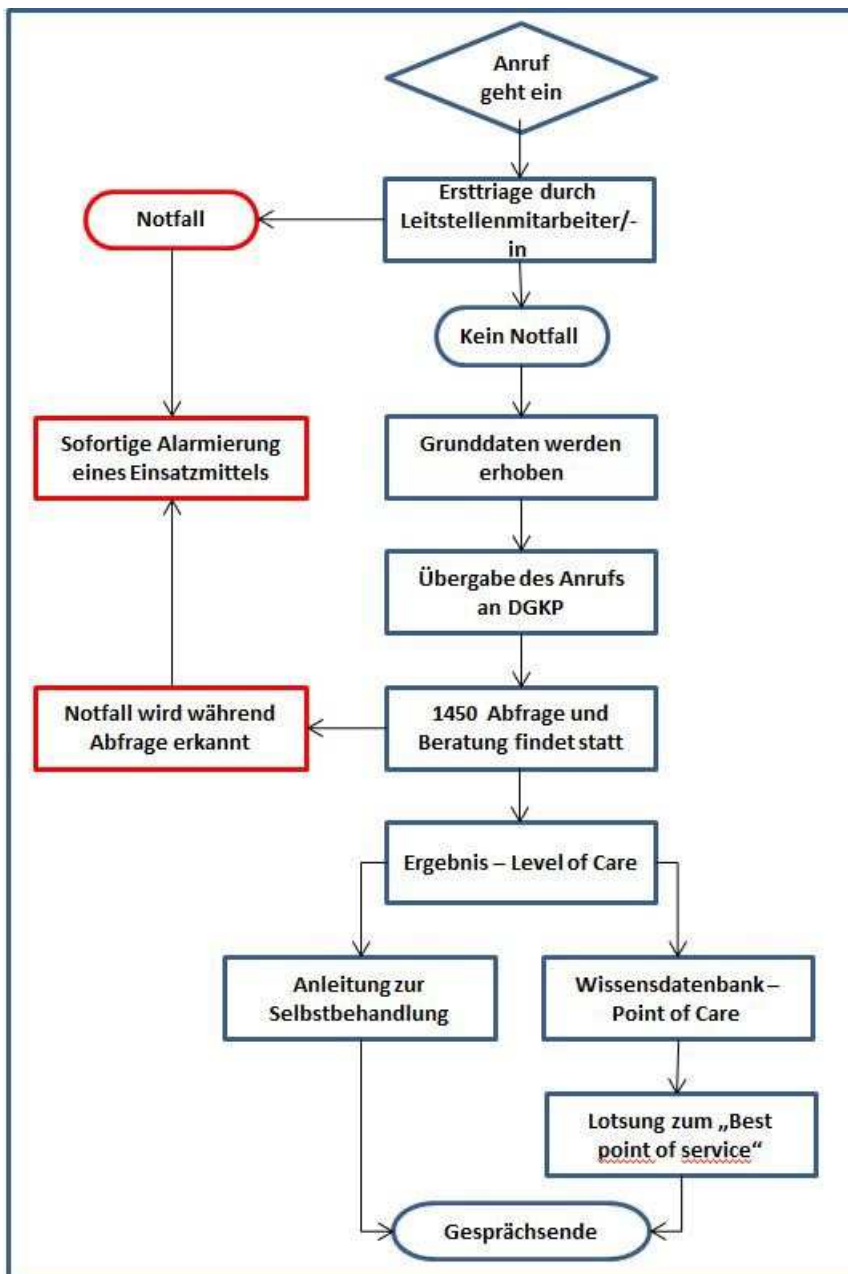 Anruf
geht ein
Ersttriage durch
Leitstellenmitarbeiter/-
in
Notfall
Kein Notfall
Sofortige Alarmierung
eines Einsatzmittels
Grunddaten werden
erhoben
Übergabe des Anrufs
an DGKP
Notfall wird während
Abfrage erkannt
1450 Abfrage und
Beratung findet statt
Ergebnis – Level of Care
Anleitung zur
Selbstbehandlung
Wissensdatenbank –
Point of Care
Lotsung zum „Best
point of service“
Gesprächsende